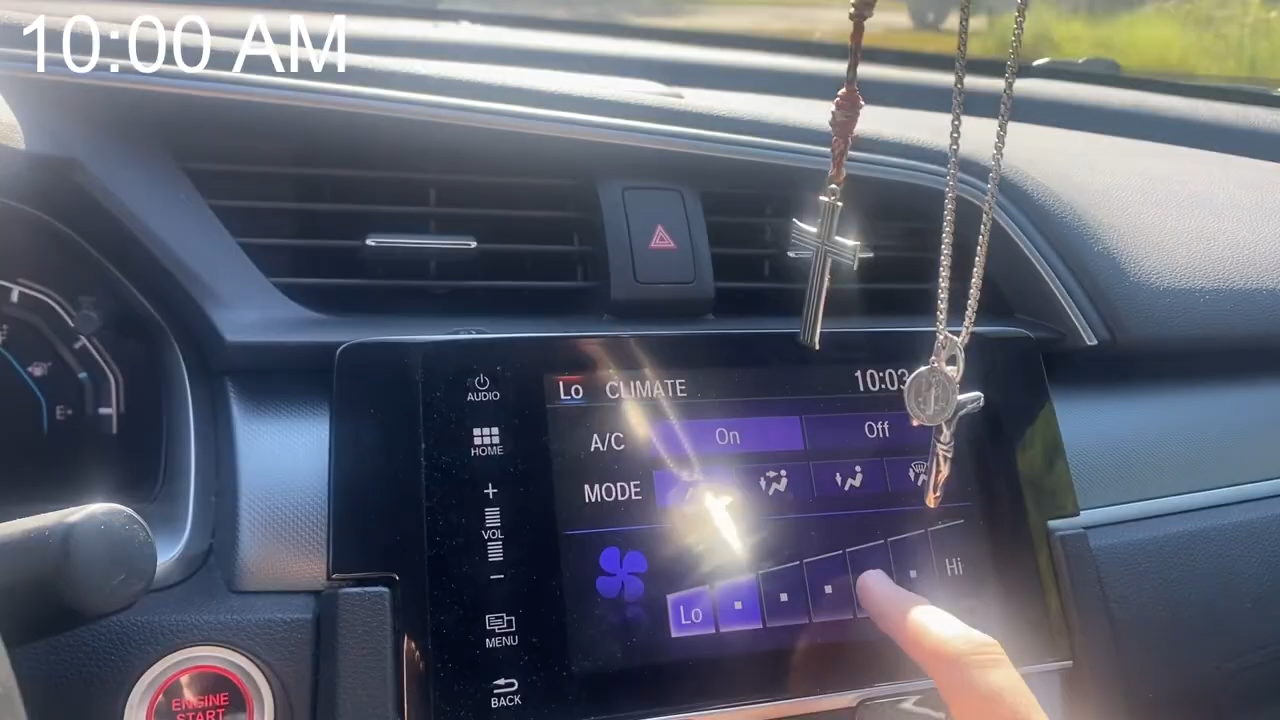 10:00 AM
AUDIO
Lo CLIMATE 10:03
A/C On Off
HOME
MODE
VOL
Lo Hi
MENU
BACK
E
ENGINE
START